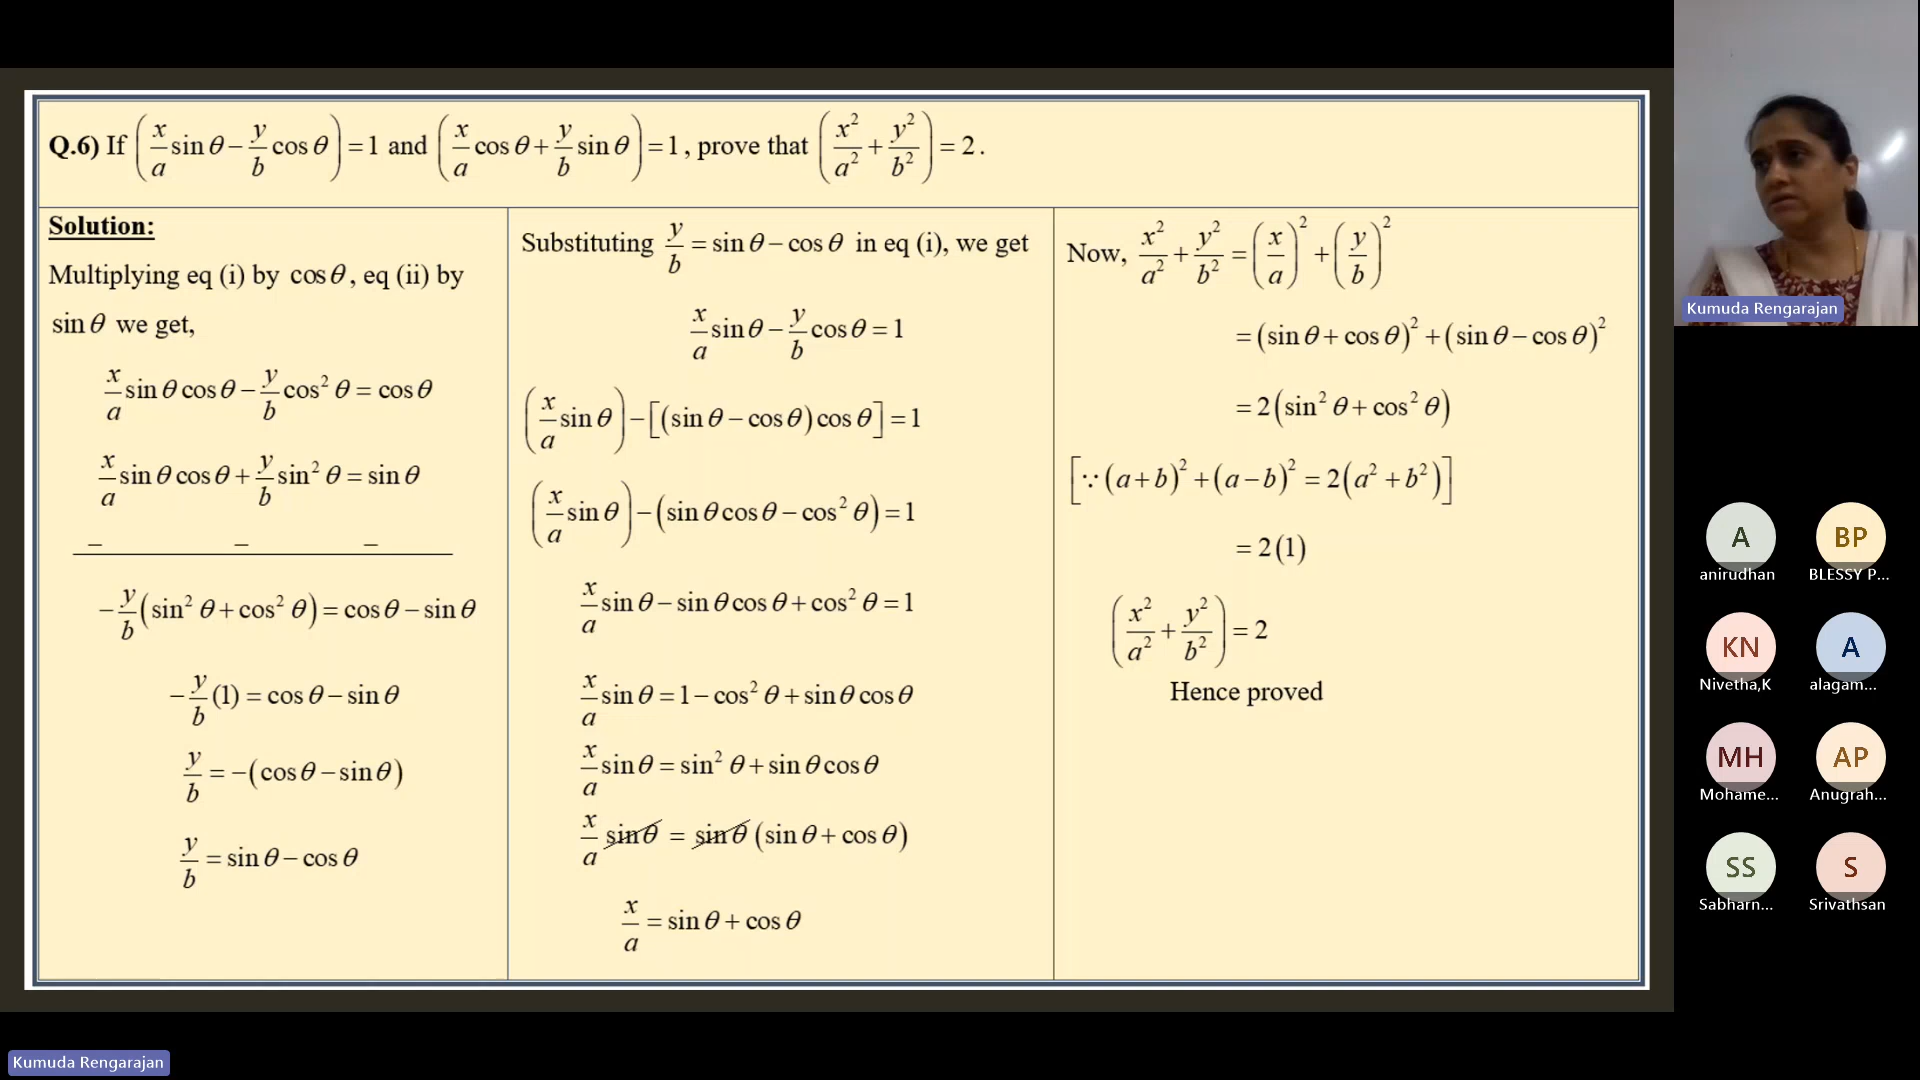 Q.6) If (x/a sin θ − y/b cos θ) = 1 and (x/a cos θ + y/b sin θ) = 1, prove that (x²/a² + y²/b²) = 2.
Solution:
Multiplying eq (i) by cos θ, eq (ii) by
sin θ we get,
x/a sin θ cos θ − y/b cos² θ = cos θ
x/a sin θ cos θ + y/b sin² θ = sin θ
− − −
−y/b (sin² θ + cos² θ) = cos θ − sin θ
−y/b (1) = cos θ − sin θ
y/b = −(cos θ − sin θ)
y/b = sin θ − cos θ
Substituting y/b = sin θ − cos θ in eq (i), we get
x/a sin θ − y/b cos θ = 1
(x/a sin θ) − [(sin θ − cos θ) cos θ] = 1
(x/a sin θ) − (sin θ cos θ − cos² θ) = 1
x/a sin θ − sin θ cos θ + cos² θ = 1
x/a sin θ = 1 − cos² θ + sin θ cos θ
x/a sin θ = sin² θ + sin θ cos θ
x/a sin θ = sin θ (sin θ + cos θ)
x/a = sin θ + cos θ
Now, x²/a² + y²/b² = (x/a)² + (y/b)²
= (sin θ + cos θ)² + (sin θ − cos θ)²
= 2(sin² θ + cos² θ)
[∵ (a + b)² + (a − b)² = 2(a² + b²)]
= 2(1)
(x²/a² + y²/b²) = 2
Hence proved
Kumuda Rengarajan
A BP
anirudhan BLESSY P...
KN A
Nivetha,K alagam...
MH AP
Mohame... Anugrah...
SS S
Sabharn... Srivathsan
Kumuda Rengarajan